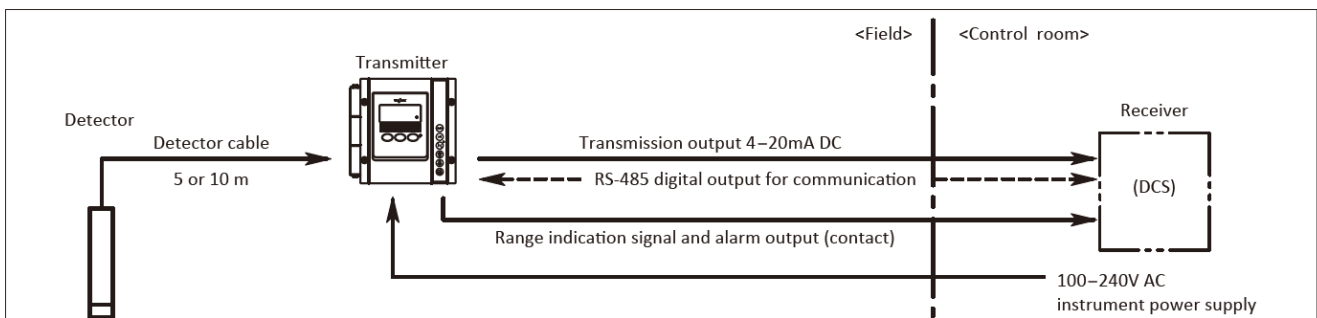 <Field>
<Control room>
Transmitter
Receiver
Detector
Detector cable
5 or 10 m
Transmission output 4–20mA DC
RS-485 digital output for communication
(DCS)
Range indication signal and alarm output (contact)
100–240V AC
instrument power supply